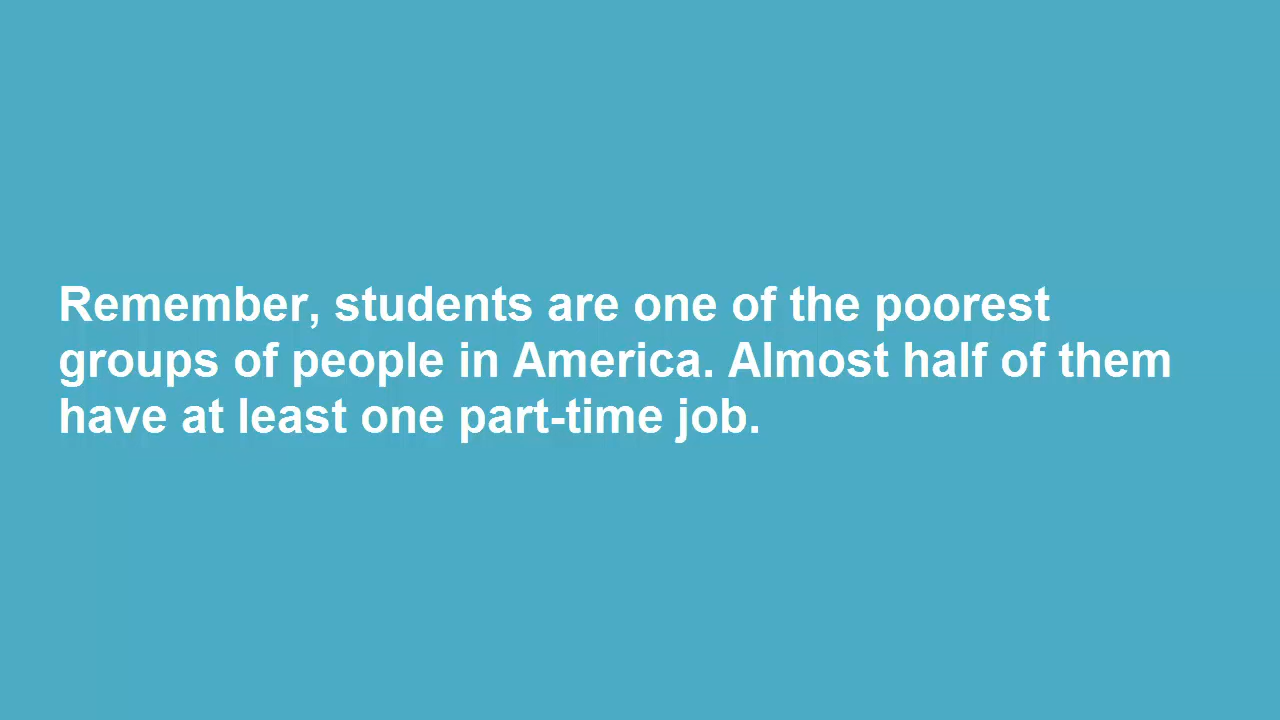 Remember, students are one of the poorest
groups of people in America. Almost half of them
have at least one part-time job.